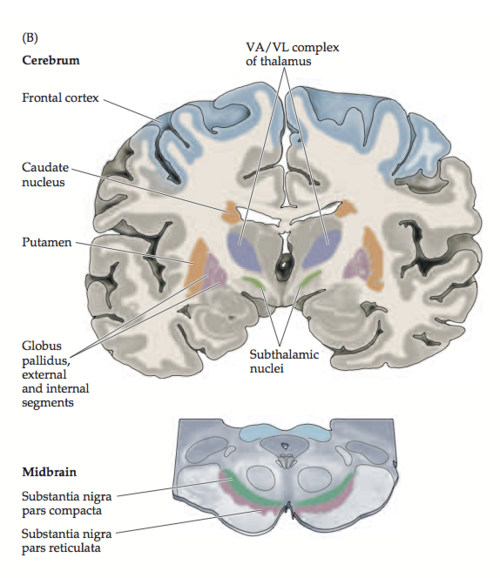 (B)
Cerebrum
VA/VL complex
of thalamus
Frontal cortex
Caudate
nucleus
Putamen
Globus
pallidus,
external
and internal
segments
Subthalamic
nuclei
Midbrain
Substantia nigra
pars compacta
Substantia nigra
pars reticulata